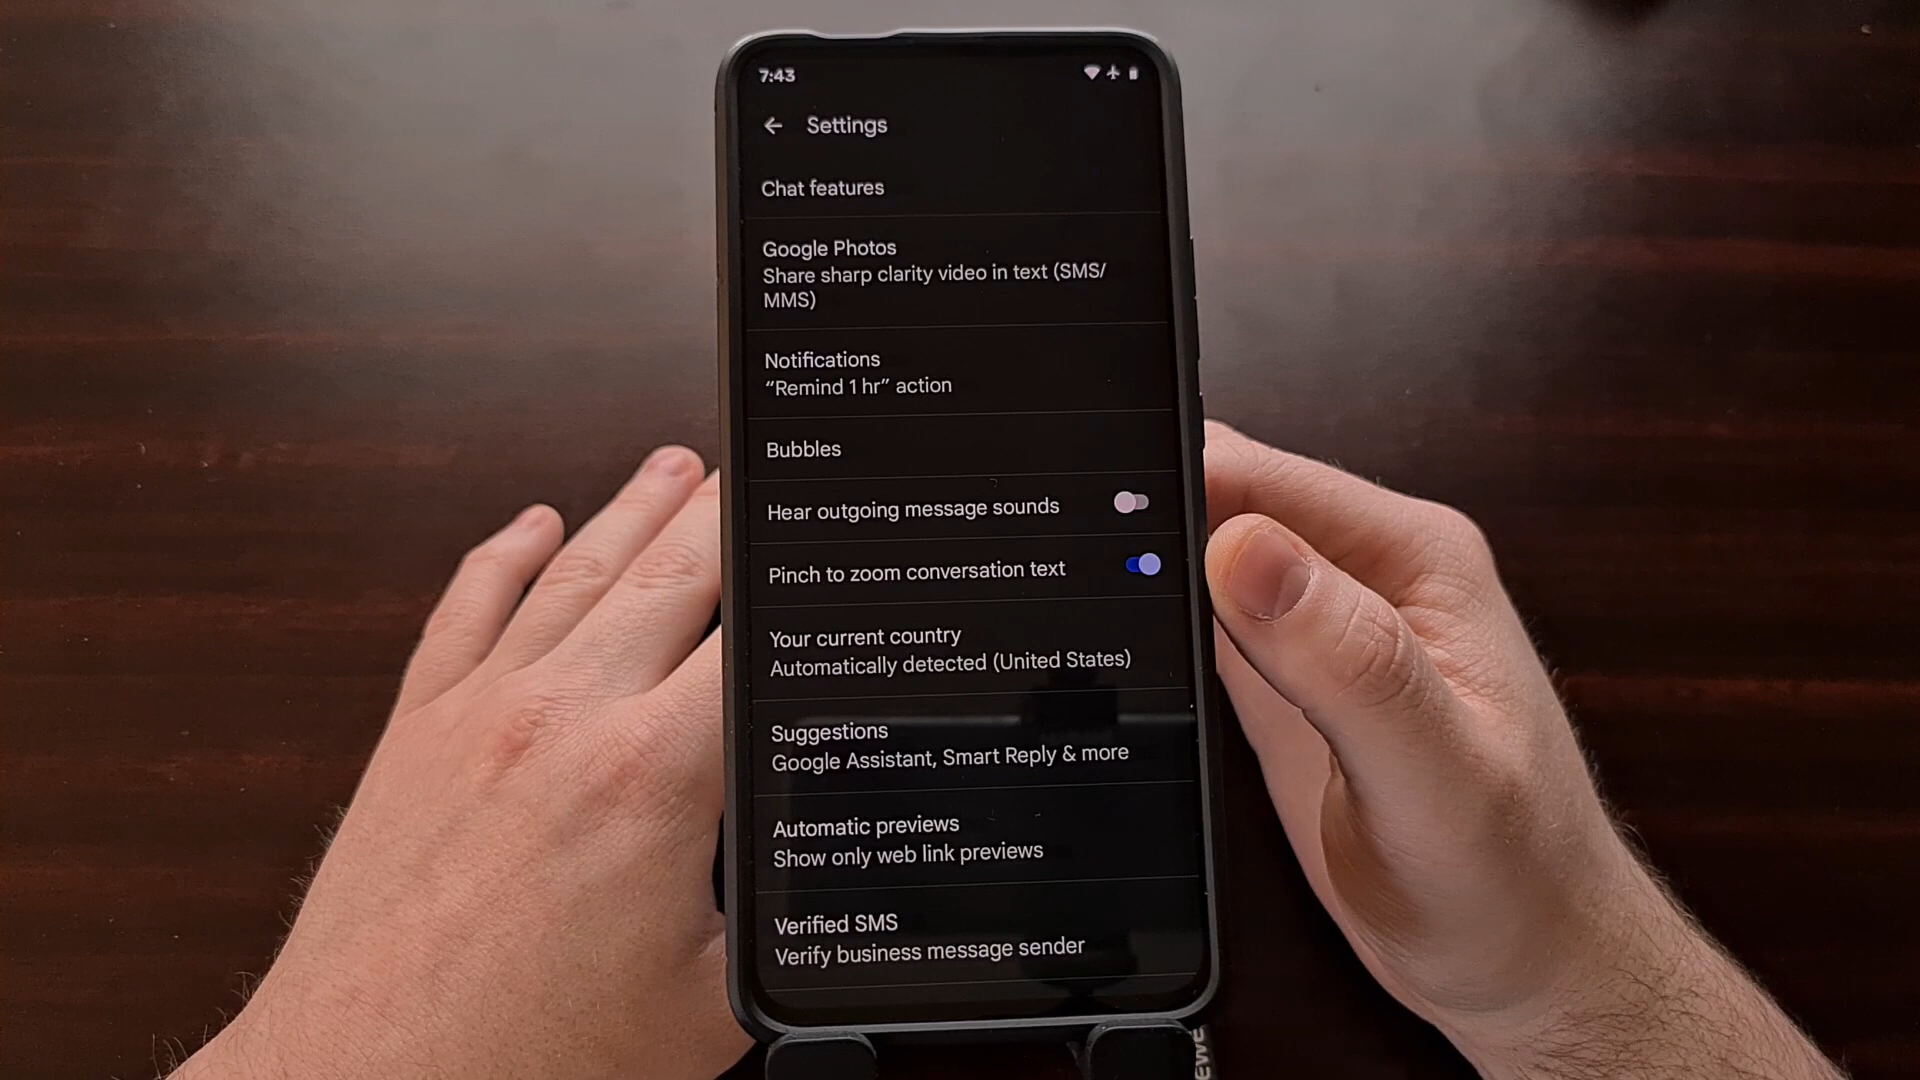 7:43
Settings
Chat features
Google Photos
Share sharp clarity video in text (SMS/
MMS)
Notifications
“Remind 1 hr” action
Bubbles
Hear outgoing message sounds
Pinch to zoom conversation text
Your current country
Automatically detected (United States)
Suggestions
Google Assistant, Smart Reply & more
Automatic previews
Show only web link previews
Verified SMS
Verify business message sender